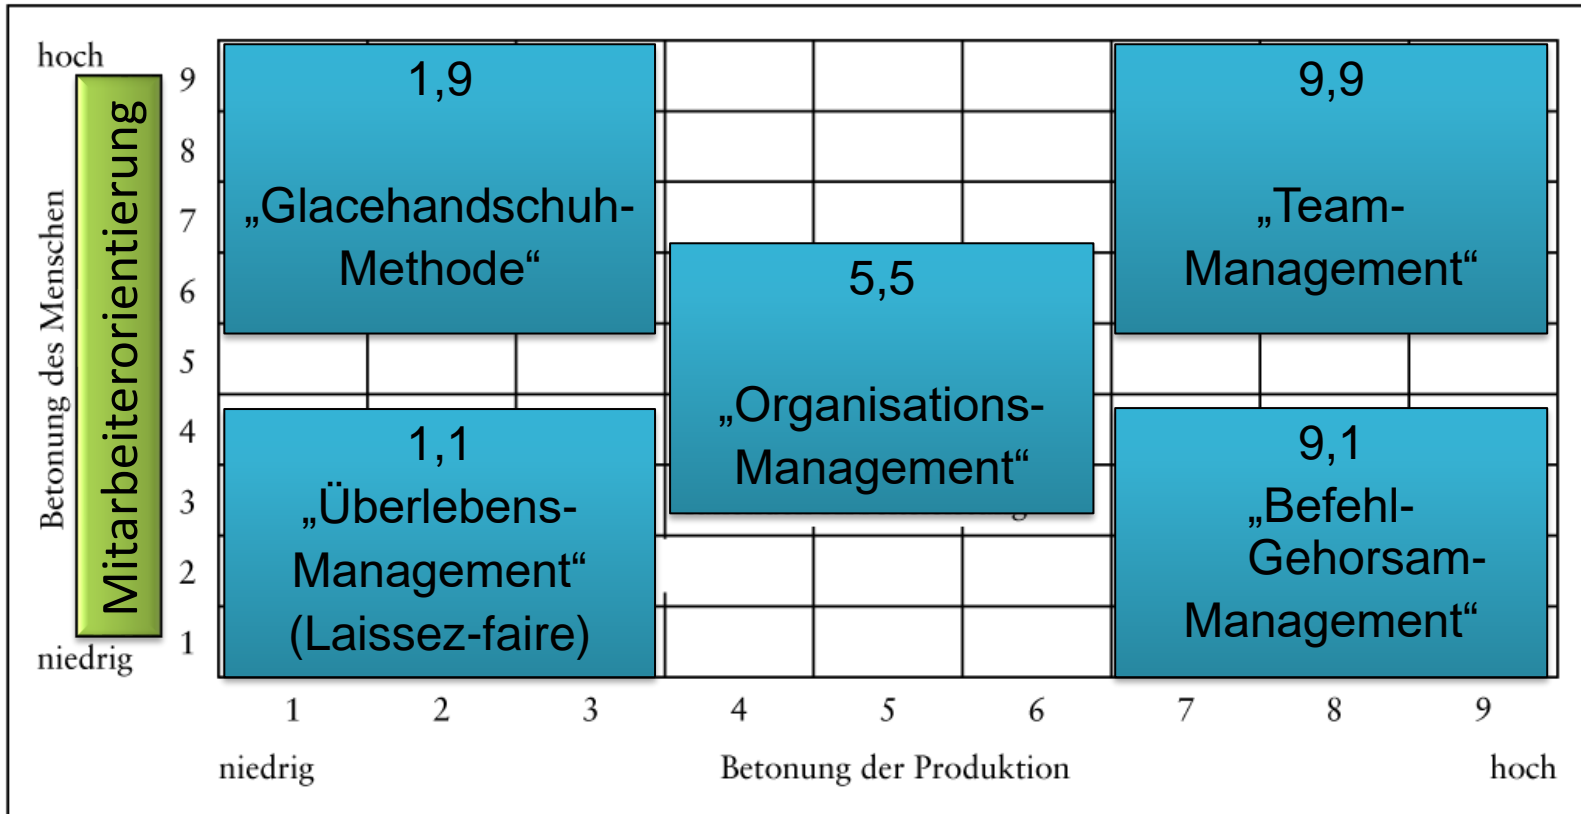 hoch
Mitarbeiterorientierung
Betonung des Menschen
9
8
7
6
5
4
3
2
1
niedrig
1,9
„Glacehandschuh-
Methode“
9,9
„Team-
Management“
5,5
„Organisations-
Management“
1,1
„Überlebens-
Management“
(Laissez-faire)
9,1
„Befehl-
Gehorsam-
Management“
1
2
3
4
5
6
7
8
9
niedrig
Betonung der Produktion
hoch